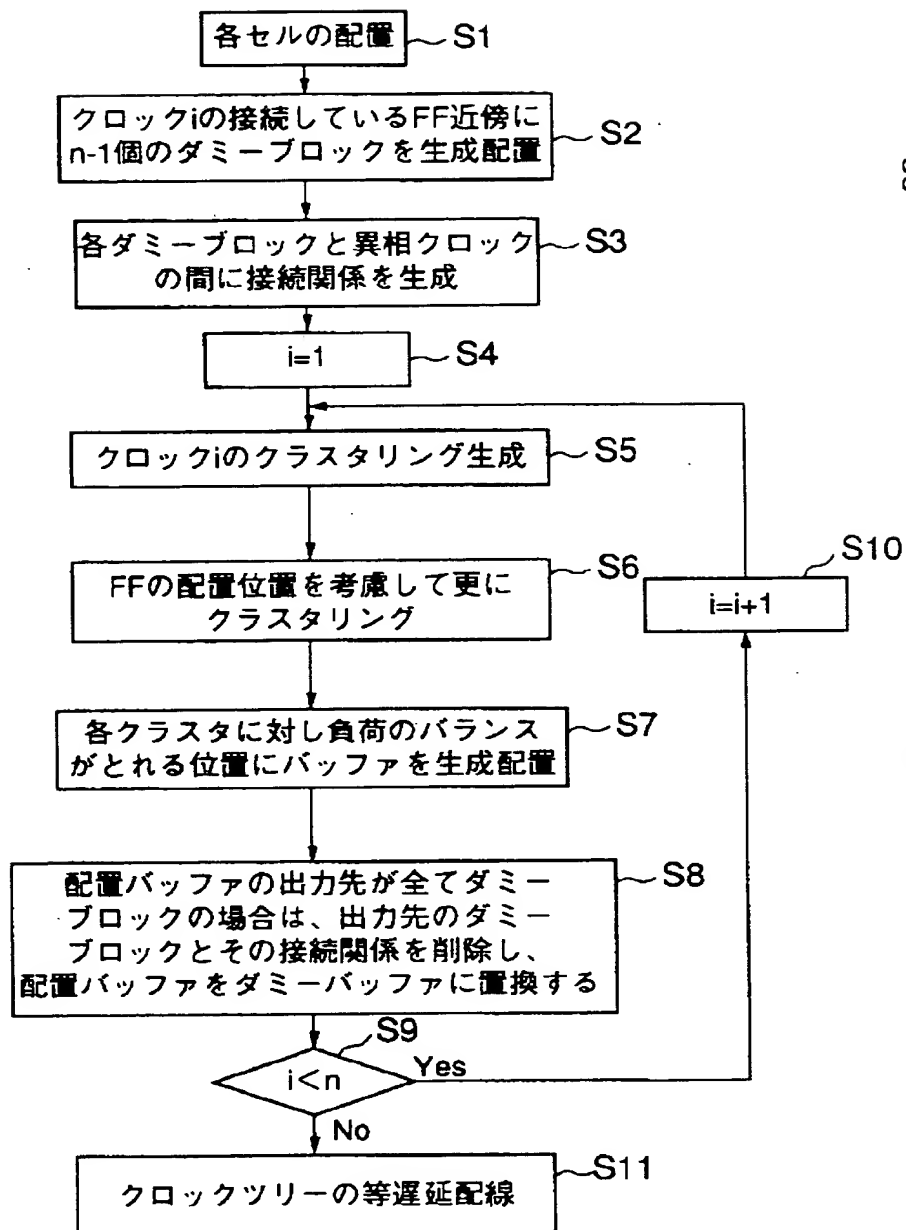 各セルの配置
S1
クロックiの接続しているFF近傍に
n-1個のダミーブロックを生成配置
S2
各ダミーブロックと異相クロック
の間に接続関係を生成
S3
i=1
S4
クロックiのクラスタリング生成
S5
FFの配置位置を考慮して更に
クラスタリング
S6
i=i+1
S10
各クラスタに対し負荷のバランス
がとれる位置にバッファを生成配置
S7
配置バッファの出力先が全てダミー
ブロックの場合は、出力先のダミー
ブロックとその接続関係を削除し、
配置バッファをダミーバッファに置換する
S8
i<n
S9
Yes
No
クロックツリーの等遅延配線
S11